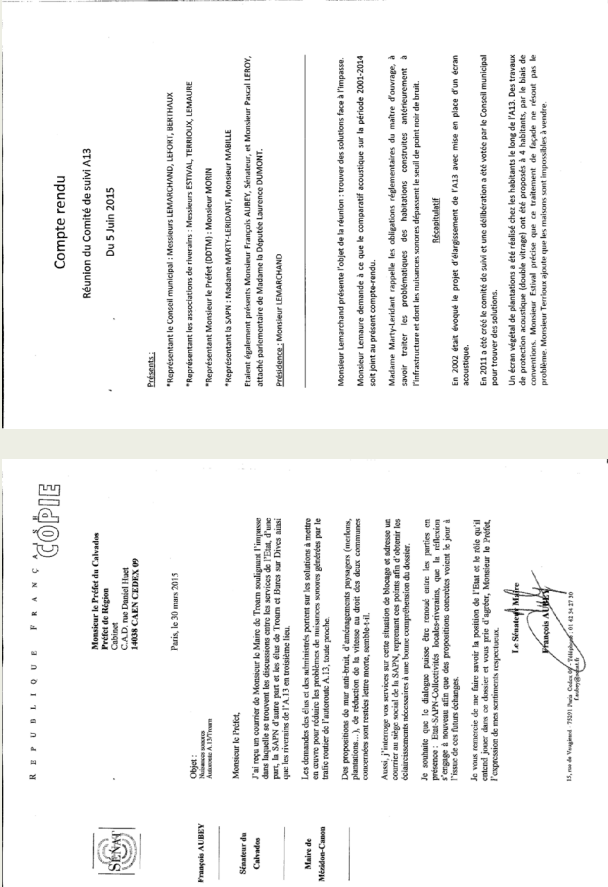 Compte rendu
Réunion du Comité de suivi A13
Du 5 Juin 2015
Présents :
*Représentant le Conseil municipal : Messieurs LEMARCHAND, LEFORT, BERTHAUX
*Représentant les associations de riverains : Messieurs ESTIVAL, TERRIOUX, LEMAURE
*Représentant Monsieur le Préfet (DDTM) : Monsieur MORIN
*Représentant la SAPN : Madame MARTY-LERIDANT, Monsieur MABILLE
Etaient également présents Monsieur François AUBEY, Sénateur, et Monsieur Pascal LEROY,
attaché parlementaire de Madame la Députée Laurence DUMONT.
Présidence : Monsieur LEMARCHAND
Monsieur Lemarchand présente l'objet de la réunion : trouver des solutions face à l'impasse.
Monsieur Lemaure demande à ce que le comparatif acoustique sur la période 2001-2014
soit joint au présent compte-rendu.
Madame Marty-Leridant rappelle les obligations réglementaires du maître d'ouvrage, à
savoir traiter les problématiques des habitations construites antérieurement à
l'infrastructure et dont les nuisances sonores dépassent le seuil de point noir de bruit.
Récapitulatif
En 2002 était évoqué le projet d'élargissement de l'A13 avec mise en place d'un écran
acoustique.
En 2011 a été créé le comité de suivi et une délibération a été votée par le Conseil municipal
pour trouver des solutions.
Un écran végétal de plantations a été réalisé chez les habitants le long de l'A13. Des travaux
de protection acoustique (double vitrage) ont été proposés à 4 habitants, par le biais de
conventions. Monsieur Estival précise que ce traitement de façade ne résout pas le
problème. Monsieur Terrioux ajoute que les maisons sont impossibles à vendre.
REPUBLIQUE FRANÇAISE
COPIE
SÉNAT
Monsieur le Préfet du Calvados
Préfet de Région
Cabinet
C.A.D. rue Daniel Huet
14038 CAEN CEDEX 09
Paris, le 30 mars 2015
François AUBEY
Sénateur du
Calvados
Maire de
Mézidon-Canon
Objet :
Nuisances sonores
Autoroute A.13/Troarn
Monsieur le Préfet,
J'ai reçu un courrier de Monsieur le Maire de Troarn soulignant l'impasse
dans laquelle se trouvent les discussions entre les services de l'Etat, d'une
part, la SAPN d'autre part et les élus de Troarn et Bures sur Dives ainsi
que les riverains de l'A.13 en troisième lieu.
Les demandes des élus et des administrés portent sur les solutions à mettre
en œuvre pour réduire les problèmes de nuisances sonores générées par le
trafic routier de l'autoroute A.13, toute proche.
Des propositions de mur anti-bruit, d'aménagements paysagers (merlons,
plantations...), de réduction de la vitesse au droit des deux communes
concernées sont restées lettre morte, semble-t-il.
Aussi, j'interroge vos services sur cette situation de blocage et adresse un
courrier au siège social de la SAPN, reprenant ces points afin d'obtenir les
éclaircissements nécessaires à une bonne compréhension du dossier.
Je souhaite que le dialogue puisse être renoué entre les parties en
présence : Etat-SAPN-Collectivités locales-riverains, que la réflexion
s'engage à nouveau afin que des propositions concrètes voient le jour à
l'issue de ces futurs échanges.
Je vous remercie de me faire savoir la position de l'Etat et le rôle qu'il
entend jouer dans ce dossier et vous prie d'agréer, Monsieur le Préfet,
l'expression de mes sentiments respectueux.
Le Sénateur Maire
François AUBEY
15, rue de Vaugirard 75291 Paris Cedex 06 - Téléphone : 01 42 34 27 30